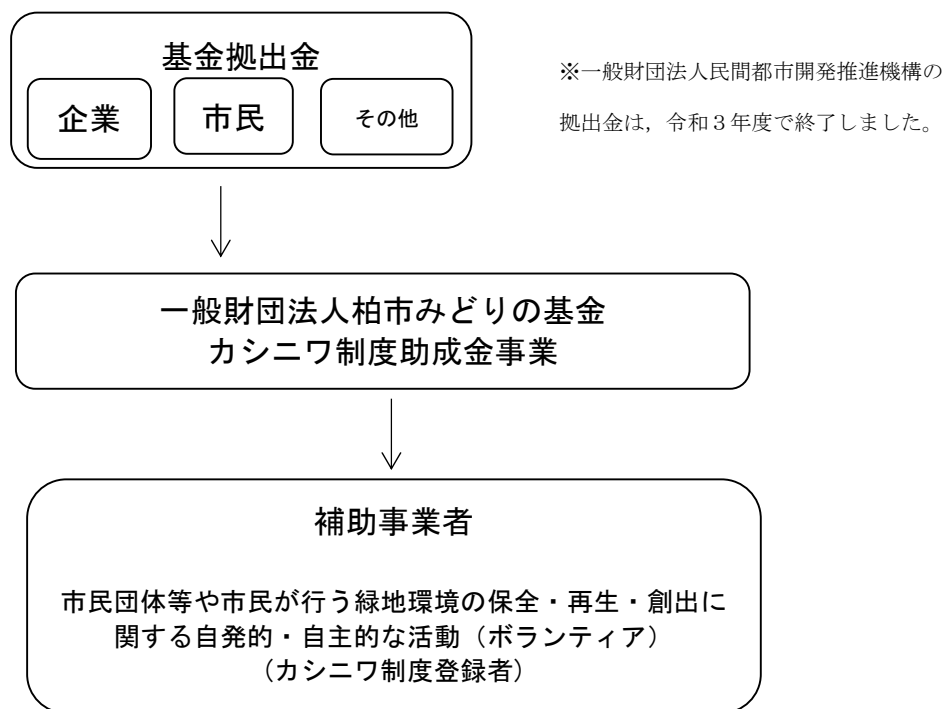 基金拠出金
企業
市民
その他
※一般財団法人民間都市開発推進機構の
拠出金は，令和３年度で終了しました。
一般財団法人柏市みどりの基金
カシニワ制度助成金事業
補助事業者
市民団体等や市民が行う緑地環境の保全・再生・創出に
関する自発的・自主的な活動（ボランティア）
（カシニワ制度登録者）